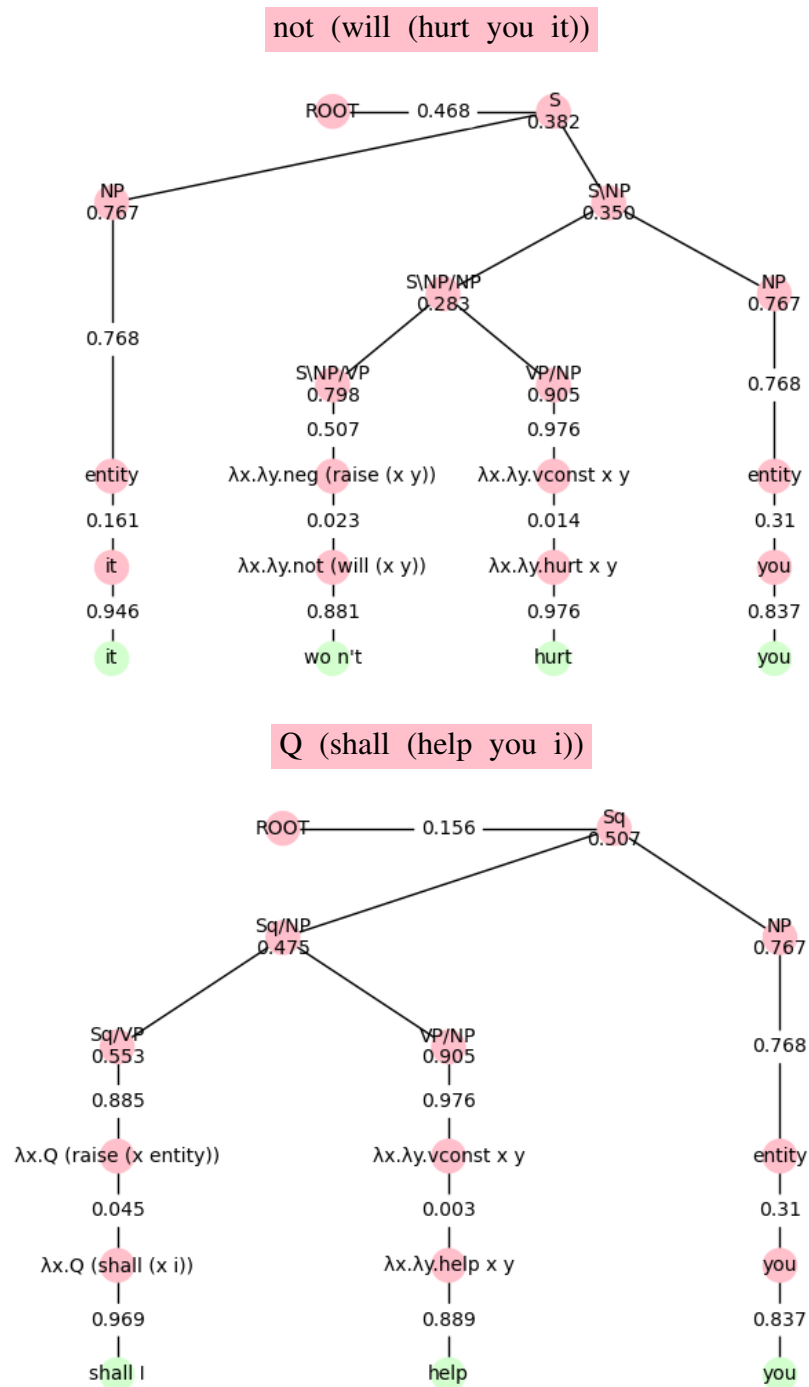 not (will (hurt you it))
ROOT 0.468 S
0.382
NP
0.767
S\NP
0.350
S\NP/NP
0.283
NP
0.767
0.768
S\NP/VP
0.798
VP/NP
0.905
0.768
0.507
0.976
entity
λx.λy.neg (raise (x y))
λx.λy.vconst x y
entity
0.161
0.023
0.014
0.31
it
λx.λy.not (will (x y))
λx.λy.hurt x y
you
0.946
0.881
0.976
0.837
it
wo n't
hurt
you
Q (shall (help you i))
ROOT 0.156 Sq
0.507
Sq/NP
0.475
NP
0.767
Sq/VP
0.553
VP/NP
0.905
0.768
0.885
0.976
λx.Q (raise (x entity))
λx.λy.vconst x y
entity
0.045
0.003
0.31
λx.Q (shall (x i))
λx.λy.help x y
you
0.969
0.889
0.837
shall I
help
you